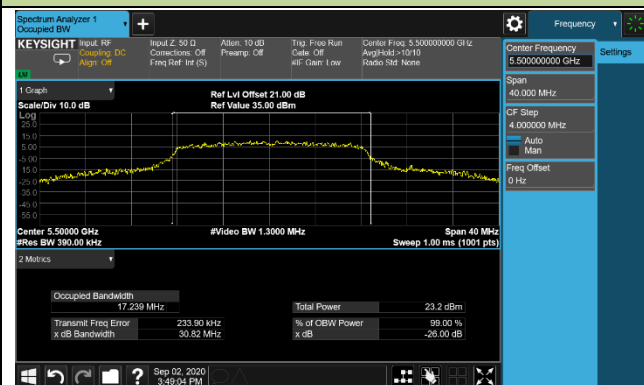 Spectrum Analyzer 1
Occupied BW
Frequency
KEYSIGHT
Input: RF
Coupling: DC
Align: Off
Input Z: 50 Ω
Corrections: Off
Freq Ref: Int (S)
Atten: 10 dB
Preamp: Off
Trig: Free Run
Gate: Off
#IF Gain: Low
Center Freq: 5.500000000 GHz
Avg|Hold:>10/10
Radio Std: None
LM
Center Frequency
5.500000000 GHz
Settings
Span
40.000 MHz
CF Step
4.000000 MHz
Auto
Man
Freq Offset
0 Hz
1 Graph
Scale/Div 10.0 dB
Ref Lvl Offset 21.00 dB
Ref Value 35.00 dBm
Log
25.0
15.0
5.00
-5.00
-15.0
-25.0
-35.0
-45.0
-55.0
Center 5.50000 GHz
#Res BW 390.00 kHz
#Video BW 1.3000 MHz
Span 40 MHz
Sweep 1.00 ms (1001 pts)
2 Metrics
Occupied Bandwidth
17.239 MHz
Total Power 23.2 dBm
Transmit Freq Error 233.90 kHz
% of OBW Power 99.00 %
x dB Bandwidth 30.82 MHz
x dB -26.00 dB
?
Sep 02, 2020
3:49:04 PM